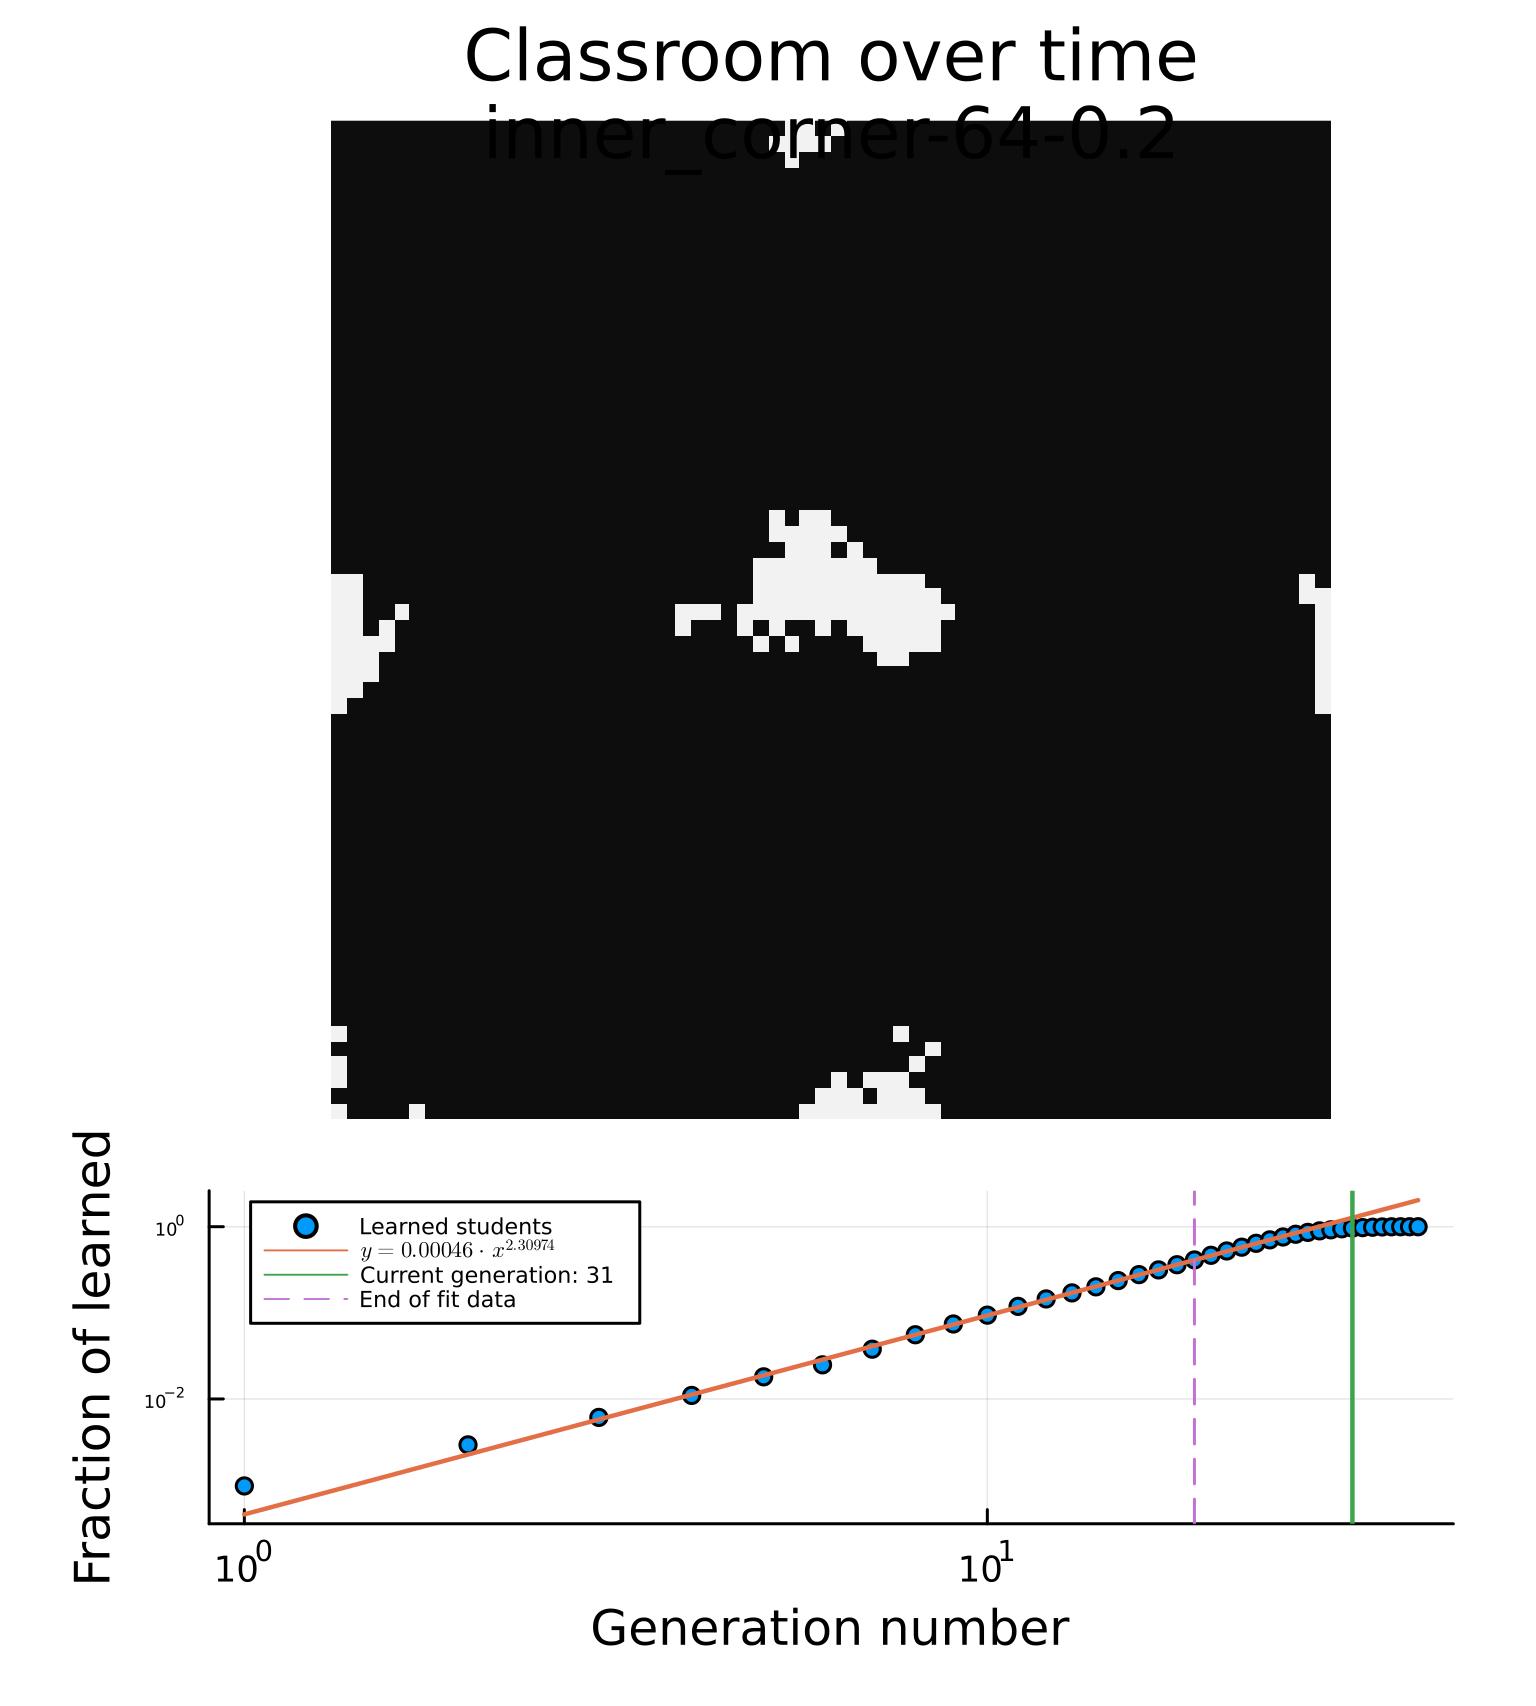 Classroom over time
inner_corner-64-0.2
Fraction of learned
10^0
10^-2
Learned students
y = 0.00046 · x^2.30974
Current generation: 31
End of fit data
10^0
10^1
Generation number